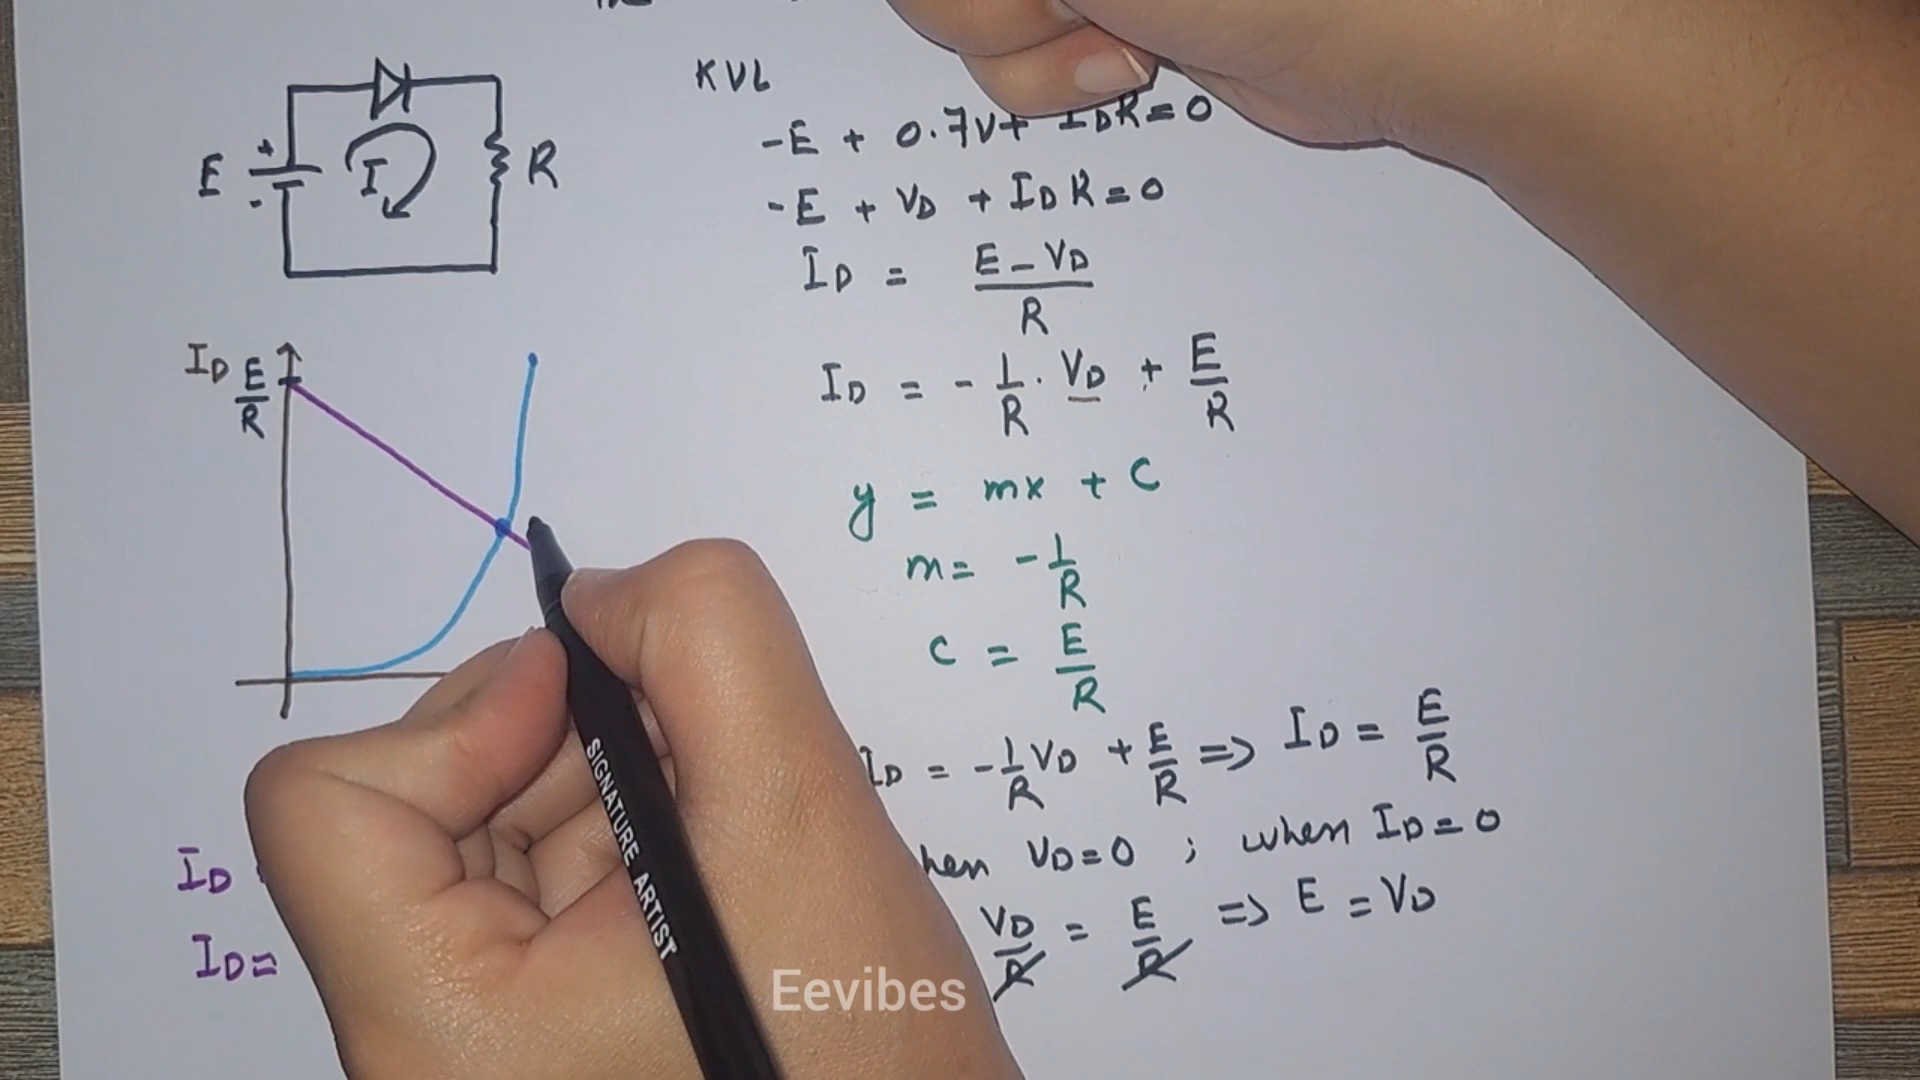 E + - I R
KVL
-E + 0.7V + IDR = 0
-E + VD + IDR = 0
ID = E - VD / R
ID = - 1/R . VD + E/R
y = mx + C
m = - 1/R
C = E/R
ID E/R
ID = - 1/R VD + E/R => ID = E/R
hen VD = 0 ; when ID = 0
VD/R = E/R => E = VD
ID
ID =
SIGNATURE ARTIST
Eevibes